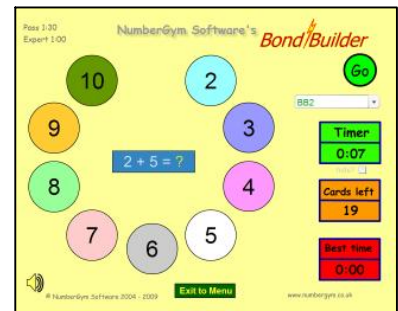 Pass 1:30
Expert 1:00
NumberGym Software's
Bond Builder
Go
10
2
BB2
9
3
Timer
0:07
2 + 5 = ?
8
4
Cards left
19
7
6
5
Best time
0:00
Exit to Menu
© NumberGym Software 2004 - 2009
www.numbergym.co.uk